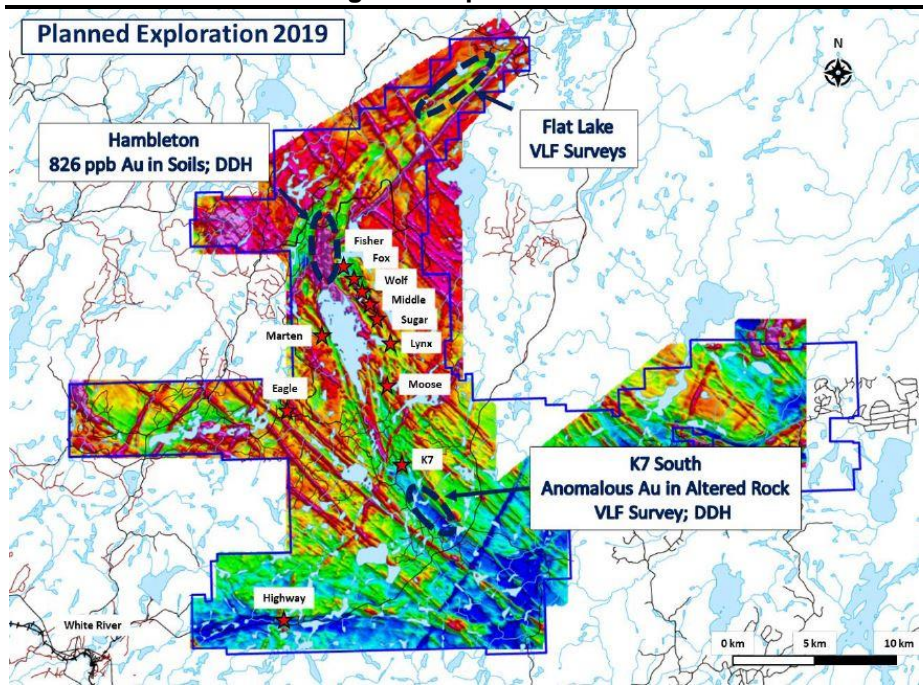 Planned Exploration 2019
N
Hambleton
826 ppb Au in Soils; DDH
Flat Lake
VLF Surveys
Fisher
Fox
Wolf
Middle
Sugar
Marten
Lynx
Moose
Eagle
K7
K7 South
Anomalous Au in Altered Rock
VLF Survey; DDH
Highway
White River
0 km
5 km
10 km